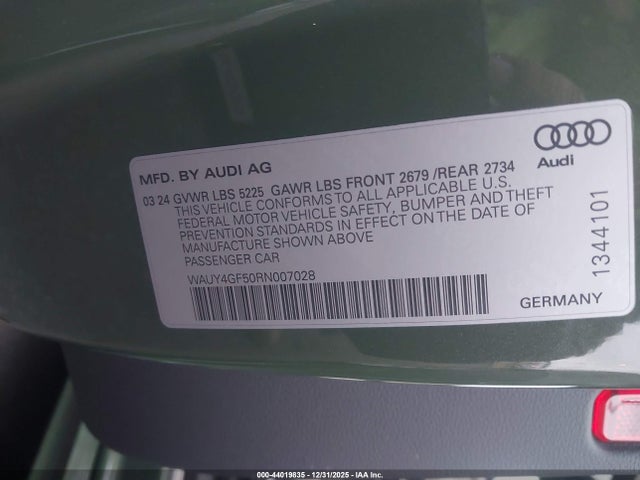 MFD. BY AUDI AG
03 24 GVWR LBS 5225 GAWR LBS FRONT 2679 /REAR 2734
THIS VEHICLE CONFORMS TO ALL APPLICABLE U.S.
FEDERAL MOTOR VEHICLE SAFETY, BUMPER AND THEFT
PREVENTION STANDARDS IN EFFECT ON THE DATE OF
MANUFACTURE SHOWN ABOVE
PASSENGER CAR
WAUY4GF50RN007028
Audi
1344101
GERMANY
000-44019835 - 12/31/2025 - IAA Inc.